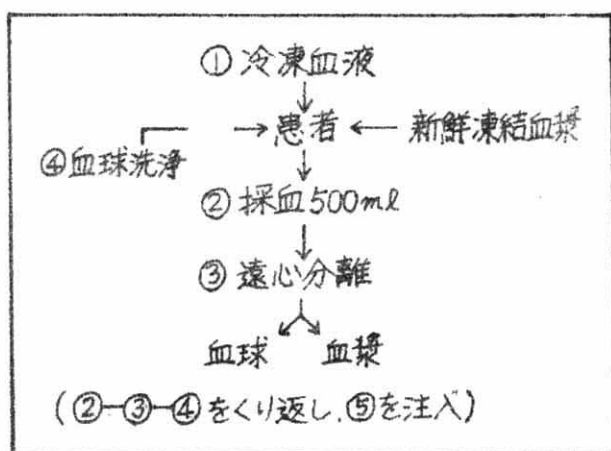 ①冷凍血液
患者 新鮮凍結血漿
④血球洗浄
②採血500ml
③遠心分離
血球 血漿
(②-③-④をくり返し、⑤を注入)